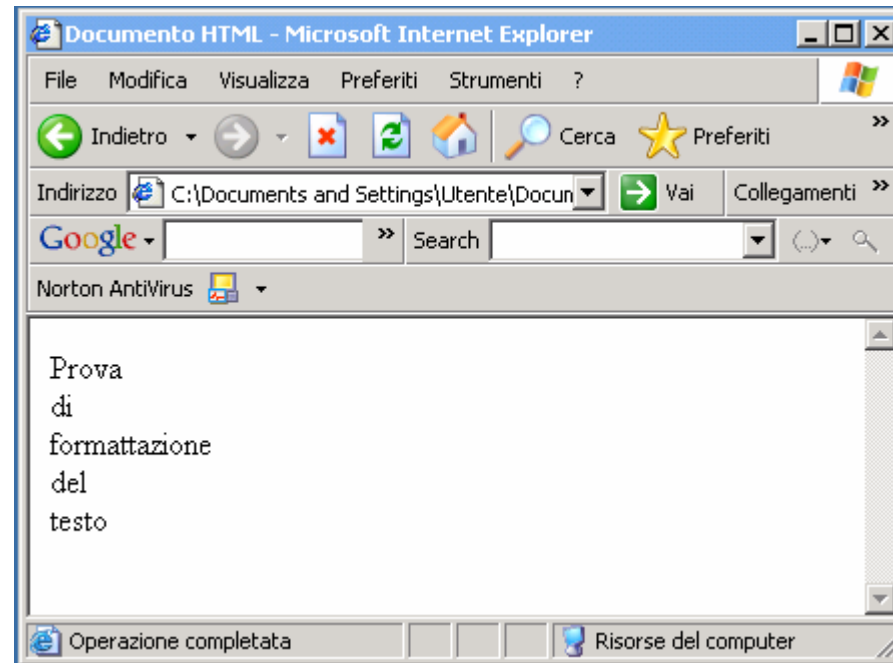 Documento HTML - Microsoft Internet Explorer
File Modifica Visualizza Preferiti Strumenti ?
Indietro Cerca Preferiti »
Indirizzo C:\Documents and Settings\Utente\Docun Vai Collegamenti »
Google » Search (...)
Norton AntiVirus
Prova
di
formattazione
del
testo
Operazione completata Risorse del computer